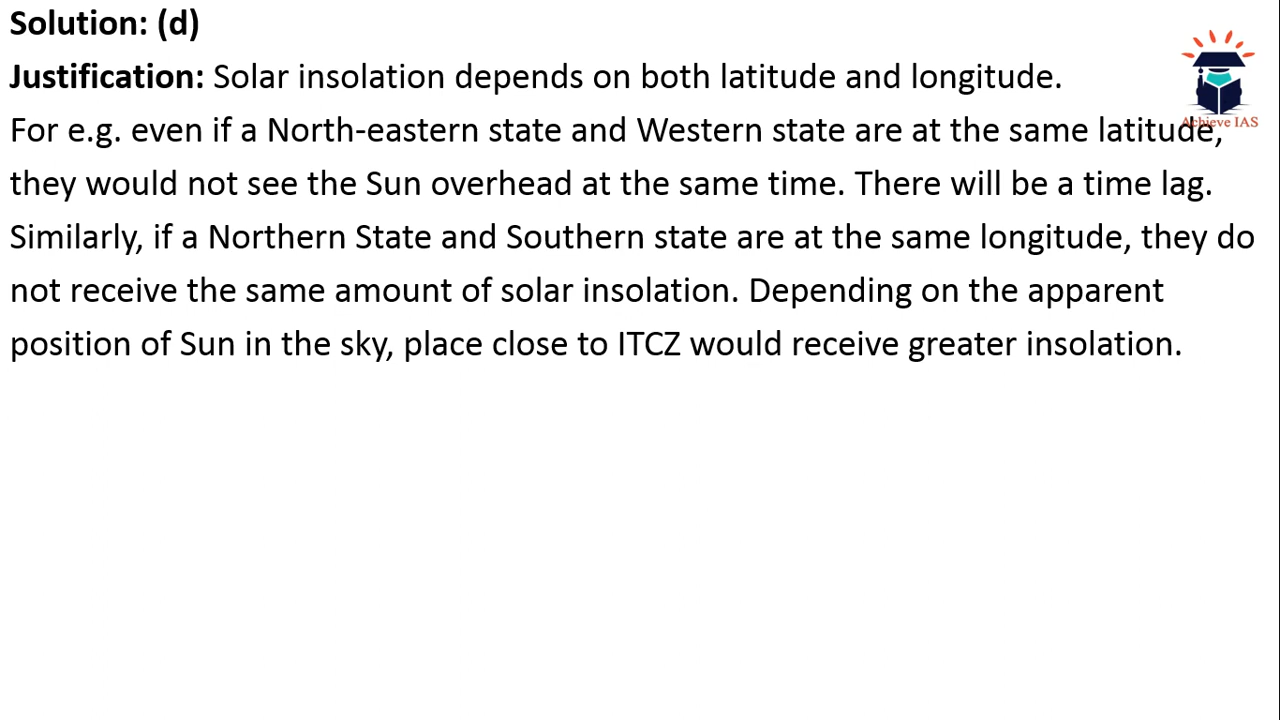 Solution: (d)
Justification: Solar insolation depends on both latitude and longitude.
For e.g. even if a North-eastern state and Western state are at the same latitude,
they would not see the Sun overhead at the same time. There will be a time lag.
Similarly, if a Northern State and Southern state are at the same longitude, they do
not receive the same amount of solar insolation. Depending on the apparent
position of Sun in the sky, place close to ITCZ would receive greater insolation.
Achieve IAS